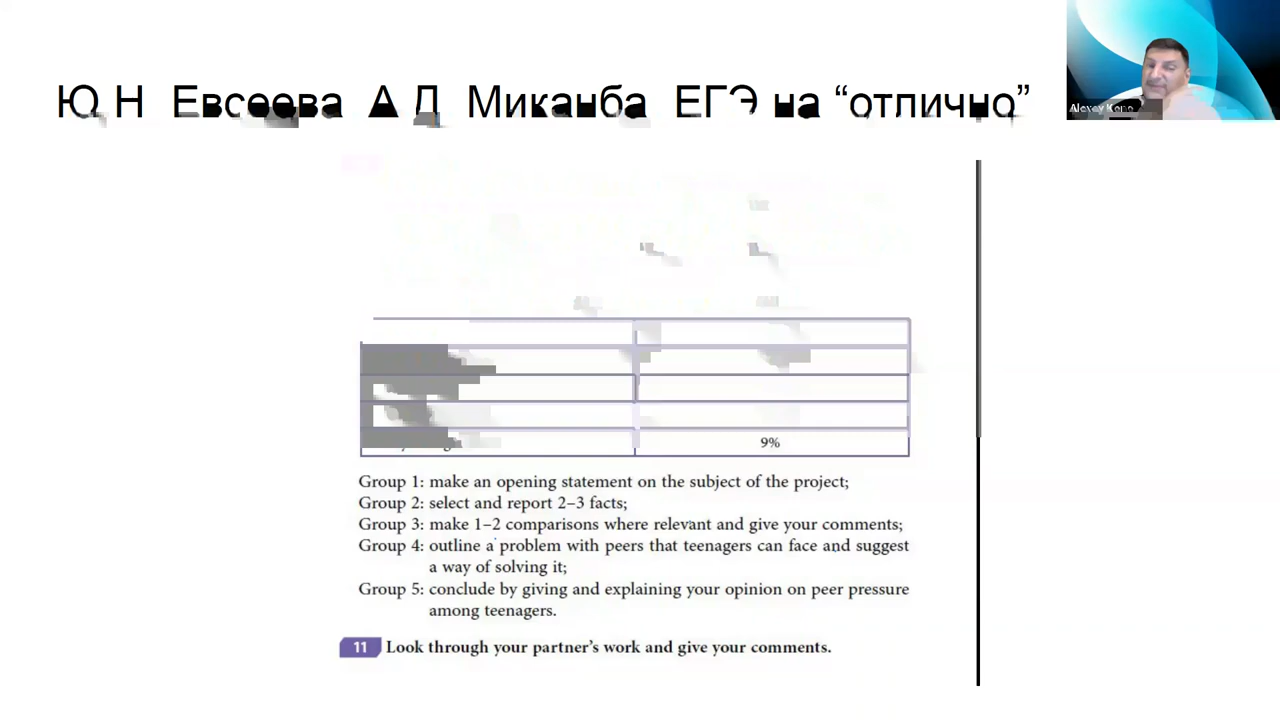 Ю Н Евсеева А Д Миканба ЕГЭ на “отлично”
Alexey
9%
Group 1: make an opening statement on the subject of the project;
Group 2: select and report 2–3 facts;
Group 3: make 1–2 comparisons where relevant and give your comments;
Group 4: outline a problem with peers that teenagers can face and suggest
a way of solving it;
Group 5: conclude by giving and explaining your opinion on peer pressure
among teenagers.
11 Look through your partner’s work and give your comments.